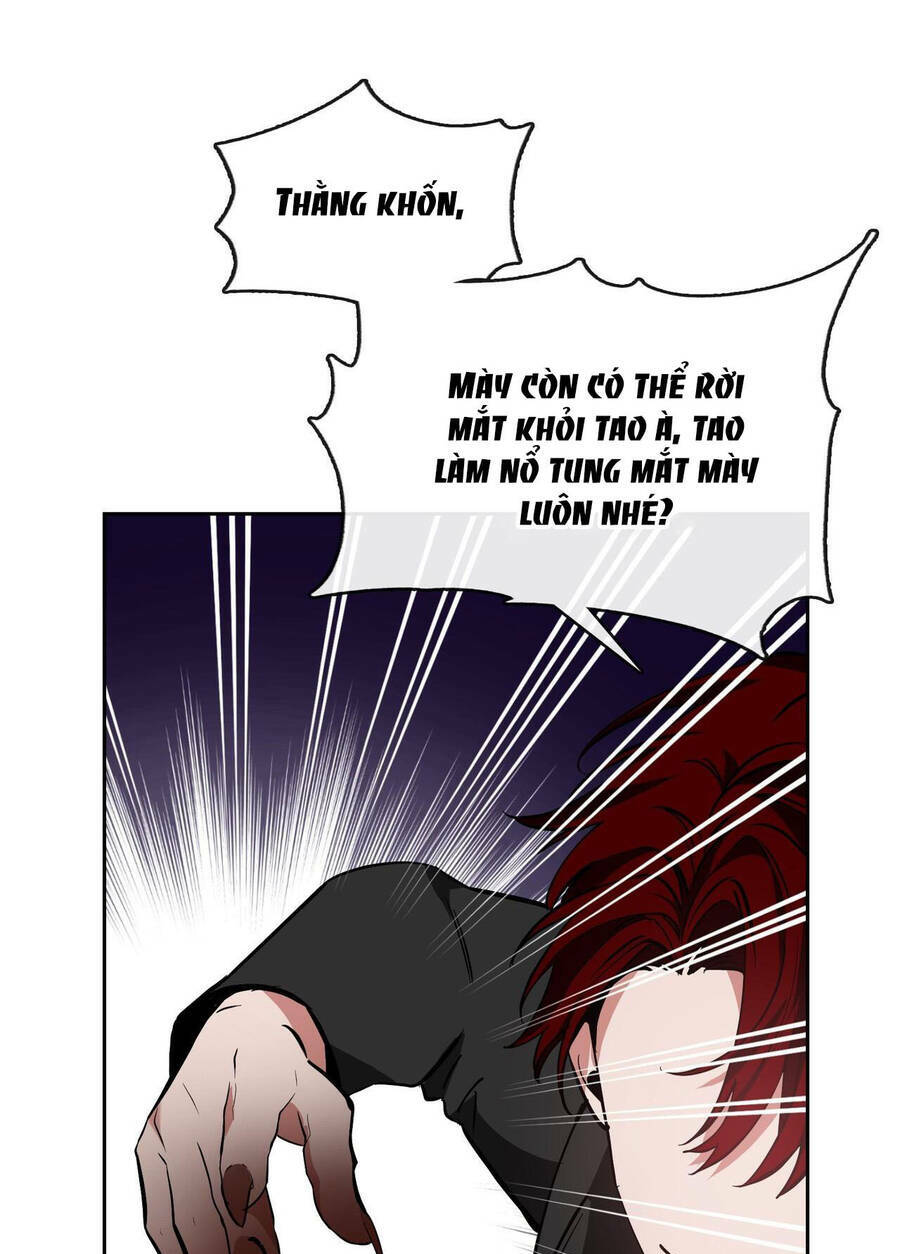 THẰNG KHỐN,
MÀY CÒN CÓ THỂ RỜI
MẮT KHỎI TAO À, TAO
LÀM NỔ TUNG MẮT MÀY
LUÔN NHÉ?